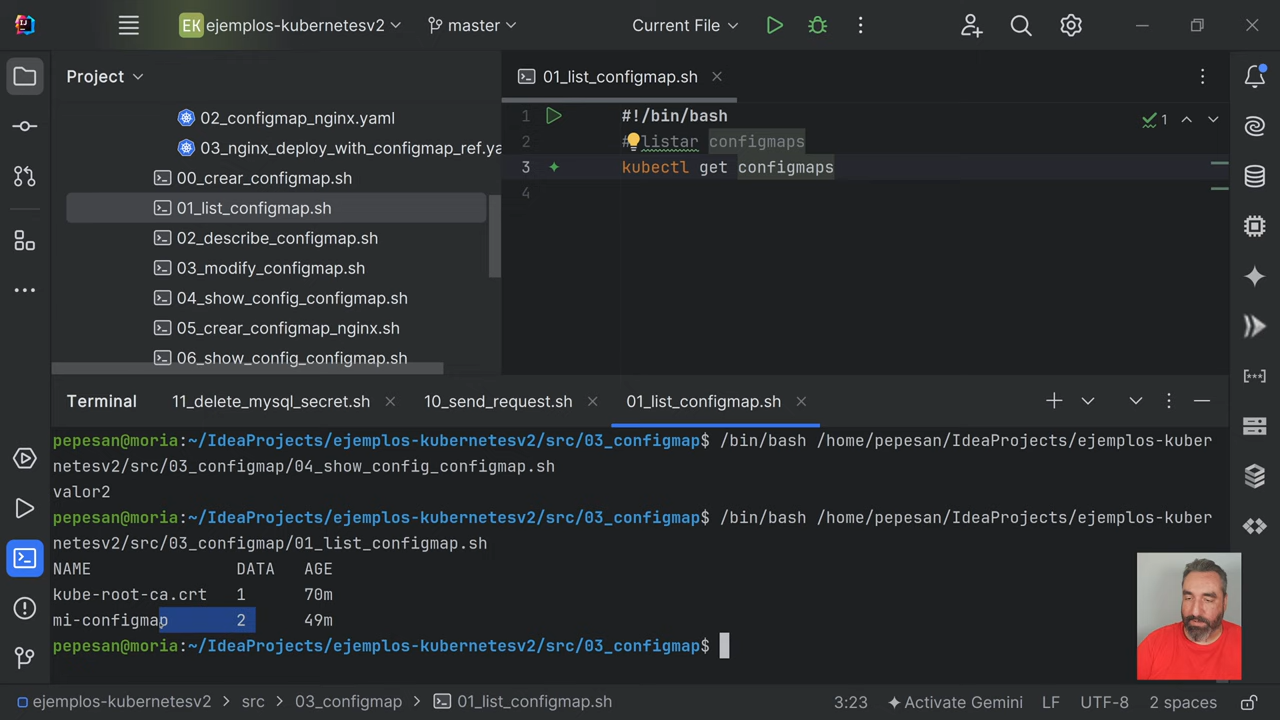 EK ejemplos-kubernetesv2 master Current File
Project
01_list_configmap.sh
02_configmap_nginx.yaml
03_nginx_deploy_with_configmap_ref.ya
00_crear_configmap.sh
01_list_configmap.sh
02_describe_configmap.sh
03_modify_configmap.sh
04_show_config_configmap.sh
05_crear_configmap_nginx.sh
06_show_config_configmap.sh
1 #!/bin/bash
2 # listar configmaps
3 kubectl get configmaps
4
1
Terminal 11_delete_mysql_secret.sh 10_send_request.sh 01_list_configmap.sh
pepesan@moria:~/IdeaProjects/ejemplos-kubernetesv2/src/03_configmap$ /bin/bash /home/pepesan/IdeaProjects/ejemplos-kuber
netesv2/src/03_configmap/04_show_config_configmap.sh
valor2
pepesan@moria:~/IdeaProjects/ejemplos-kubernetesv2/src/03_configmap$ /bin/bash /home/pepesan/IdeaProjects/ejemplos-kuber
netesv2/src/03_configmap/01_list_configmap.sh
NAME DATA AGE
kube-root-ca.crt 1 70m
mi-configmap 2 49m
pepesan@moria:~/IdeaProjects/ejemplos-kubernetesv2/src/03_configmap$
ejemplos-kubernetesv2 > src > 03_configmap > 01_list_configmap.sh 3:23 Activate Gemini LF UTF-8 2 spaces